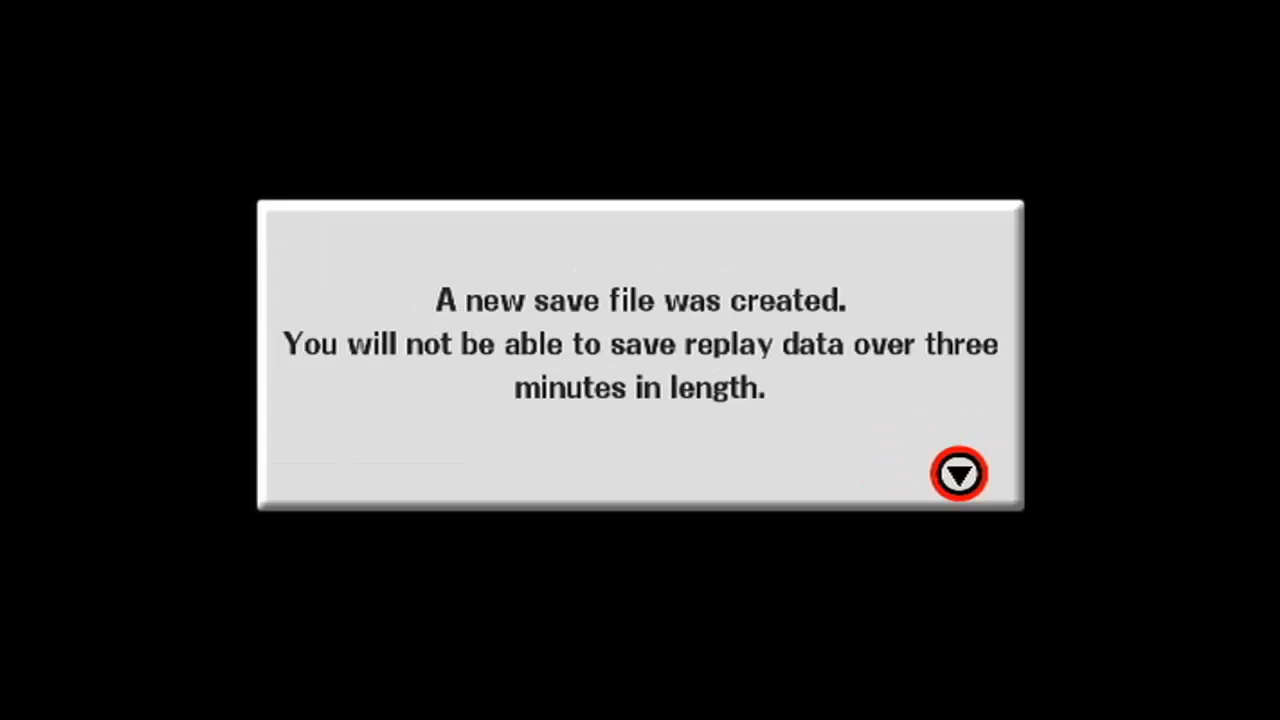 A new save file was created.
You will not be able to save replay data over three
minutes in length.